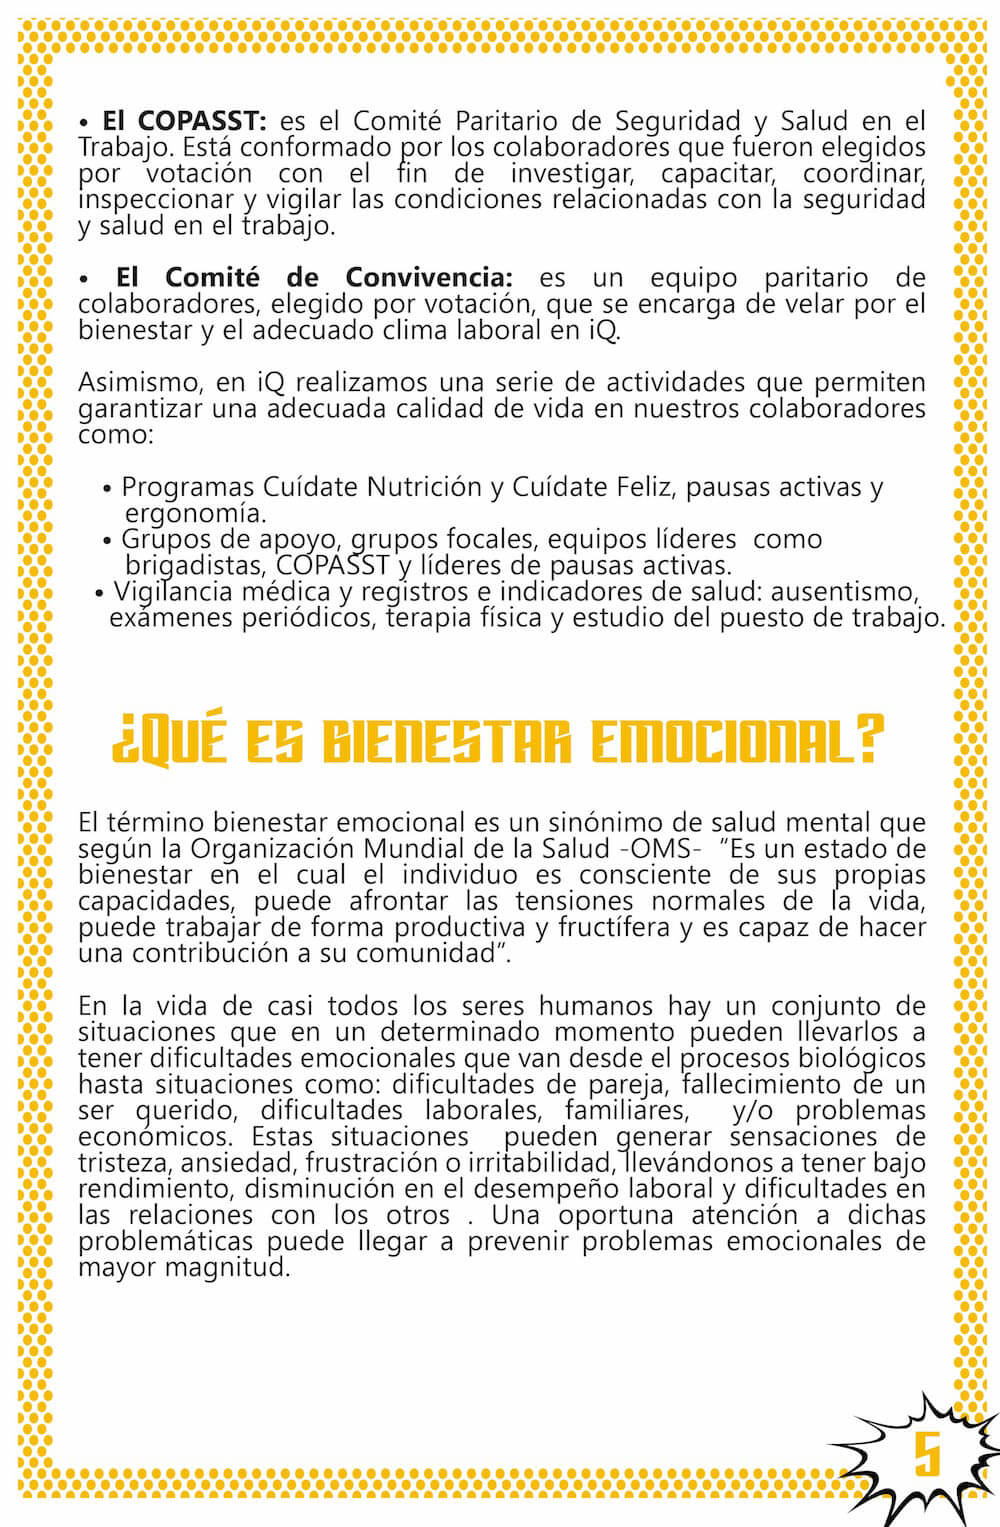 • El COPASST: es el Comité Paritario de Seguridad y Salud en el
Trabajo. Está conformado por los colaboradores que fueron elegidos
por votación con el fin de investigar, capacitar, coordinar,
inspeccionar y vigilar las condiciones relacionadas con la seguridad
y salud en el trabajo.
• El Comité de Convivencia: es un equipo paritario de
colaboradores, elegido por votación, que se encarga de velar por el
bienestar y el adecuado clima laboral en iQ.
Asimismo, en iQ realizamos una serie de actividades que permiten
garantizar una adecuada calidad de vida en nuestros colaboradores
como:
• Programas Cuídate Nutrición y Cuídate Feliz, pausas activas y
ergonomía.
• Grupos de apoyo, grupos focales, equipos líderes  como
brigadistas, COPASST y líderes de pausas activas.
• Vigilancia médica y registros e indicadores de salud: ausentismo,
exámenes periódicos, terapia física y estudio del puesto de trabajo.
¿QUÉ ES BIENESTAR EMOCIONAL?
El término bienestar emocional es un sinónimo de salud mental que
según la Organización Mundial de la Salud -OMS-  “Es un estado de
bienestar en el cual el individuo es consciente de sus propias
capacidades, puede afrontar las tensiones normales de la vida,
puede trabajar de forma productiva y fructífera y es capaz de hacer
una contribución a su comunidad”.
En la vida de casi todos los seres humanos hay un conjunto de
situaciones que en un determinado momento pueden llevarlos a
tener dificultades emocionales que van desde el procesos biológicos
hasta situaciones como: dificultades de pareja, fallecimiento de un
ser querido, dificultades laborales, familiares,  y/o problemas
económicos. Estas situaciones  pueden generar sensaciones de
tristeza, ansiedad, frustración o irritabilidad, llevándonos a tener bajo
rendimiento, disminución en el desempeño laboral y dificultades en
las relaciones con los otros . Una oportuna atención a dichas
problemáticas puede llegar a prevenir problemas emocionales de
mayor magnitud.
5